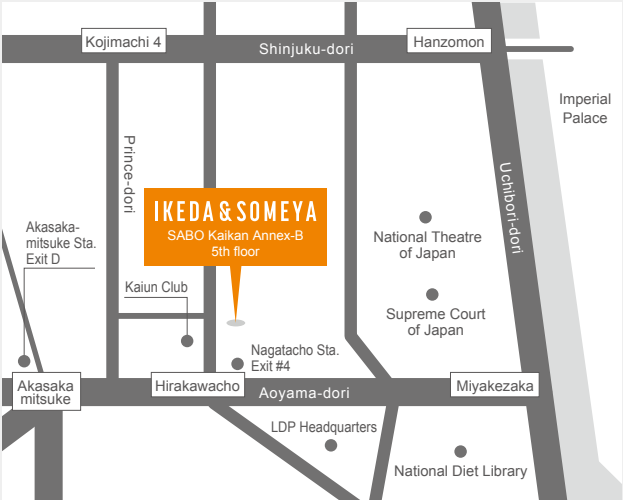 Kojimachi 4
Shinjuku-dori
Hanzomon
Imperial
Palace
Prince-dori
Uchibori-dori
IKEDA & SOMEYA
SABO Kaikan Annex-B
5th floor
Akasaka-
mitsuke Sta.
Exit D
National Theatre
of Japan
Kaiun Club
Supreme Court
of Japan
Nagatacho Sta.
Exit #4
Akasaka
mitsuke
Hirakawacho
Aoyama-dori
Miyakezaka
LDP Headquarters
National Diet Library